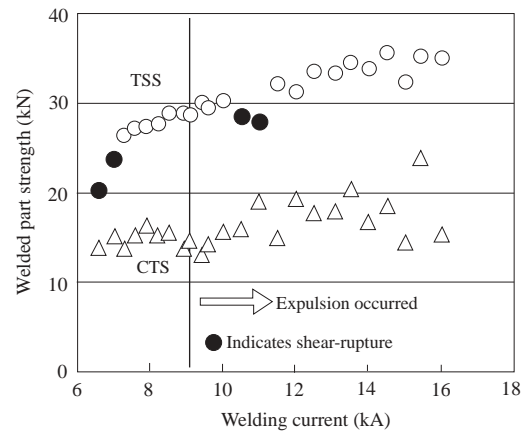 40
30
20
10
0
Welded part strength (kN)
TSS
CTS
Expulsion occurred
Indicates shear-rupture
6 8 10 12 14 16 18
Welding current (kA)